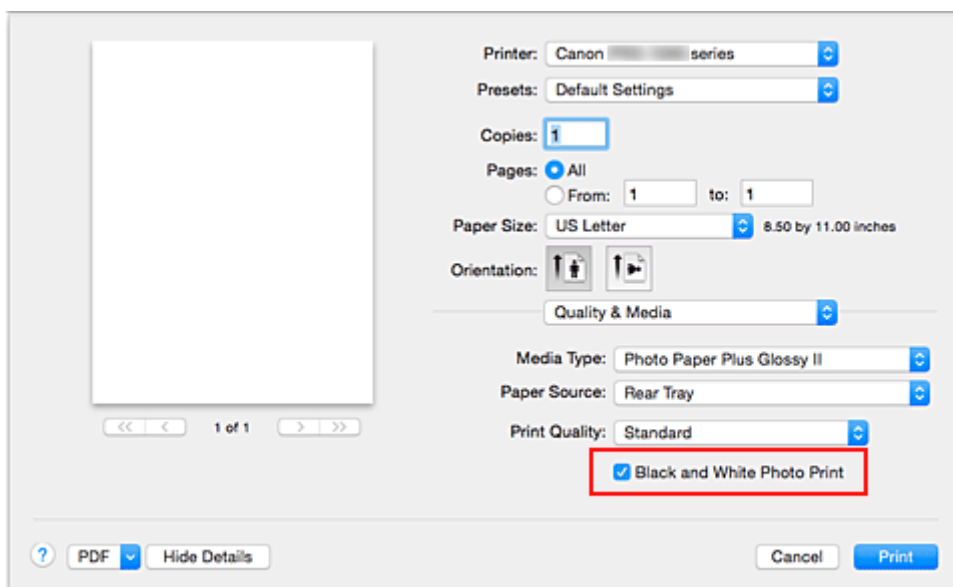 Printer: Canon series
Presets: Default Settings
Copies: 1
Pages: All
From: 1 to: 1
Paper Size: US Letter 8.50 by 11.00 inches
Orientation:
Quality & Media
Media Type: Photo Paper Plus Glossy II
Paper Source: Rear Tray
1 of 1
Print Quality: Standard
Black and White Photo Print
? PDF Hide Details Cancel Print